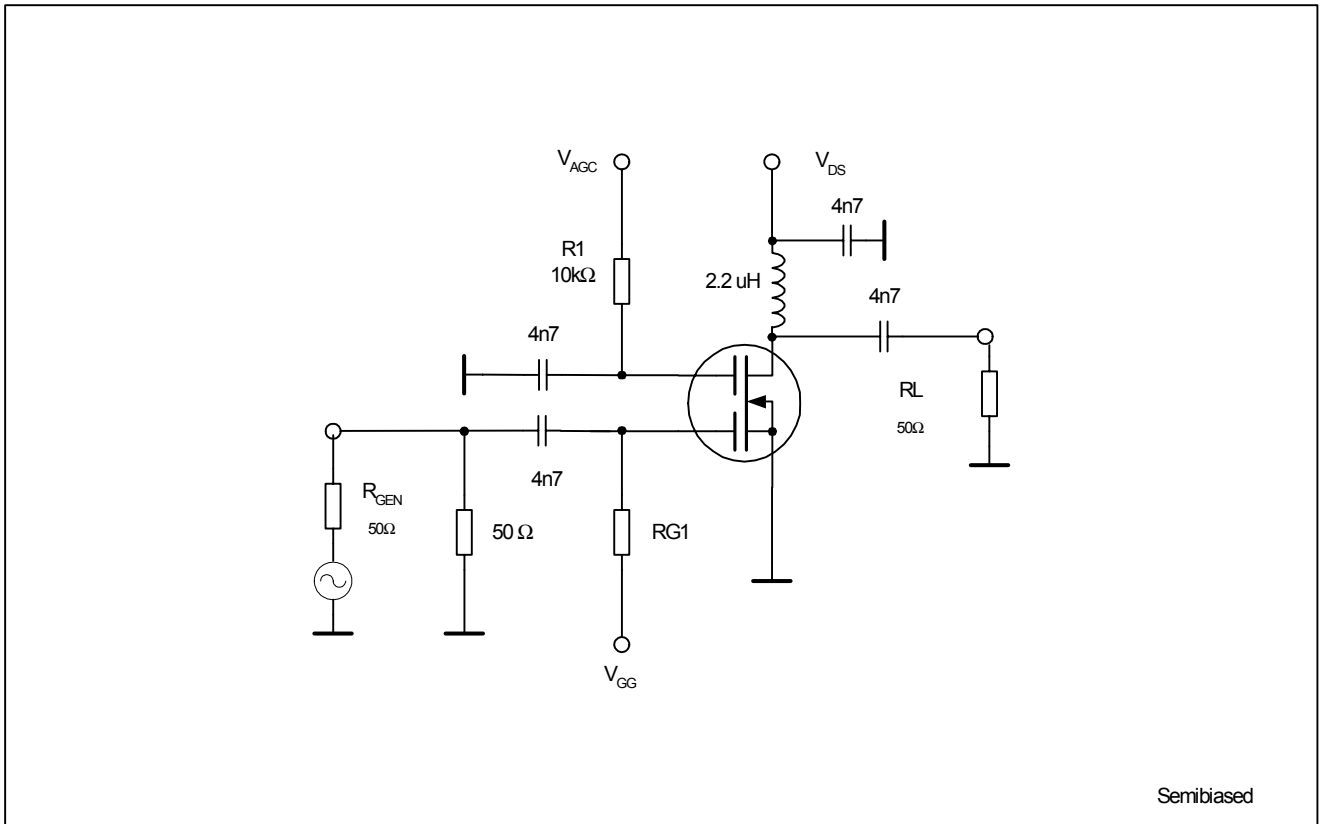 V_AGC
V_DS
4n7
R1
10kΩ
2.2 uH
4n7
4n7
RL
50Ω
4n7
R_GEN
50Ω
50 Ω
RG1
V_GG
Semibiased